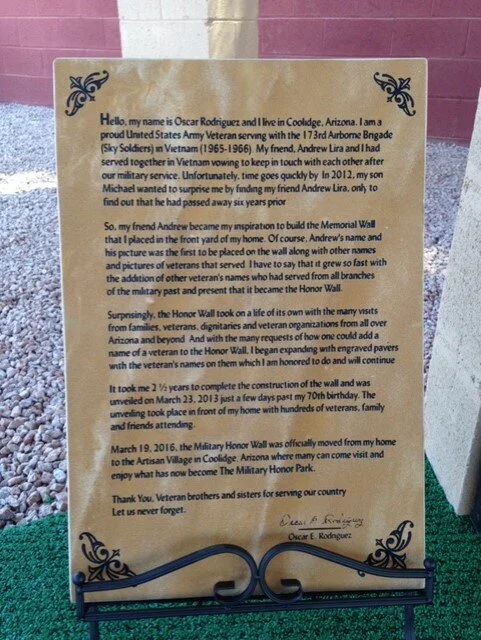 Hello, my name is Oscar Rodriguez and I live in Coolidge, Arizona. I am a
proud United States Army Veteran serving with the 173rd Airborne Brigade
(Sky Soldiers) in Vietnam (1965-1966). My friend, Andrew Lira and I had
served together in Vietnam vowing to keep in touch with each other after
our military service. Unfortunately, time goes quickly by. In 2012, my son
Michael wanted to surprise me by finding my friend Andrew Lira, only to
find out that he had passed away six years prior
So, my friend Andrew became my inspiration to build the Memorial Wall
that I placed in the front yard of my home. Of course, Andrew's name and
his picture was the first to be placed on the wall along with other names
and pictures of veterans that served. I have to say that it grew so fast with
the addition of other veteran's names who had served from all branches
of the military past and present that it became the Honor Wall.
Surprisingly, the Honor Wall took on a life of its own with the many visits
from families, veterans, dignitaries and veteran organizations from all over
Arizona and beyond. And with the many requests of how one could add a
name of a veteran to the Honor Wall, I began expanding with engraved pavers
with the veteran's names on them which I am honored to do and will continue
It took me 2 ½ years to complete the construction of the wall and was
unveiled on March 23, 2013 just a few days past my 70th birthday. The
unveiling took place in front of my home with hundreds of veterans, family
and friends attending.
March 19, 2016, the Military Honor Wall was officially moved from my home
to the Artisan Village in Coolidge, Arizona where many can come visit and
enjoy what has now become The Military Honor Park.
Thank You, Veteran brothers and sisters for serving our country
Let us never forget.
Oscar E. Rodriguez
Oscar E. Rodriguez